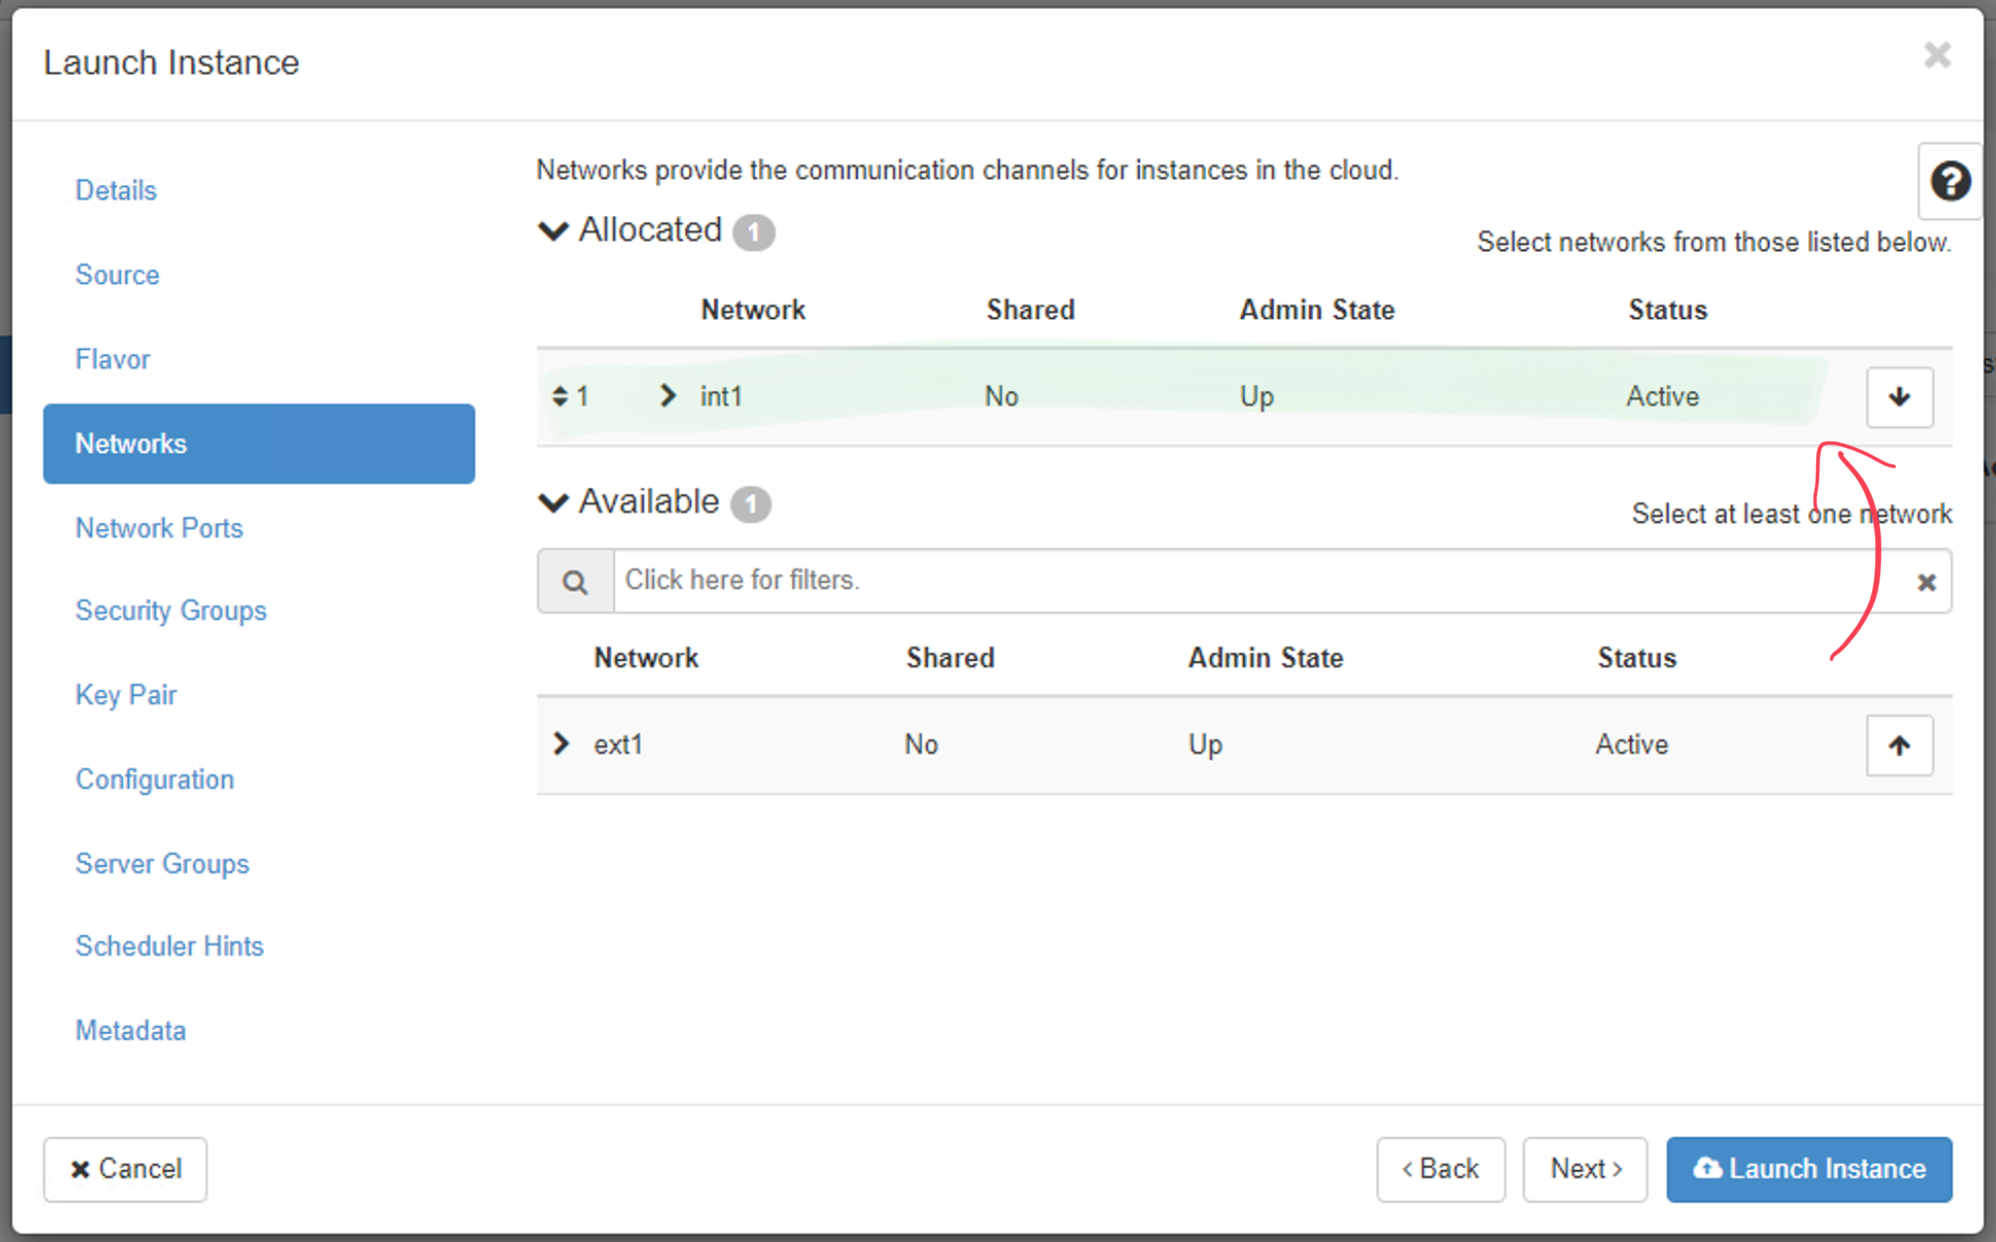 Launch Instance
Details
Source
Flavor
Networks
Network Ports
Security Groups
Key Pair
Configuration
Server Groups
Scheduler Hints
Metadata
Networks provide the communication channels for instances in the cloud.
Allocated 1
Select networks from those listed below.
Network Shared Admin State Status
1 int1 No Up Active
Available 1
Select at least one network
Click here for filters.
Network Shared Admin State Status
ext1 No Up Active
Cancel
Back
Next
Launch Instance